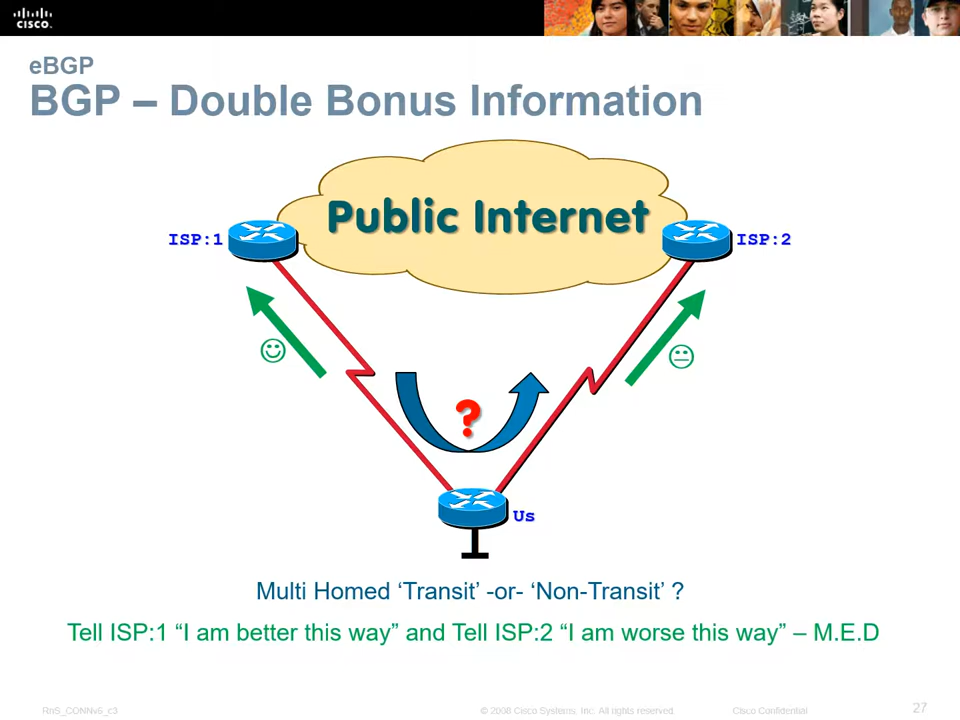 CISCO.
eBGP
BGP – Double Bonus Information
Public Internet
ISP:1
ISP:2
?
Us
Multi Homed ‘Transit’ -or- ‘Non-Transit’ ?
Tell ISP:1 “I am better this way” and Tell ISP:2 “I am worse this way” – M.E.D
RnS_CONNv5_c3
© 2008 Cisco Systems, Inc. All rights reserved.
Cisco Confidential
27